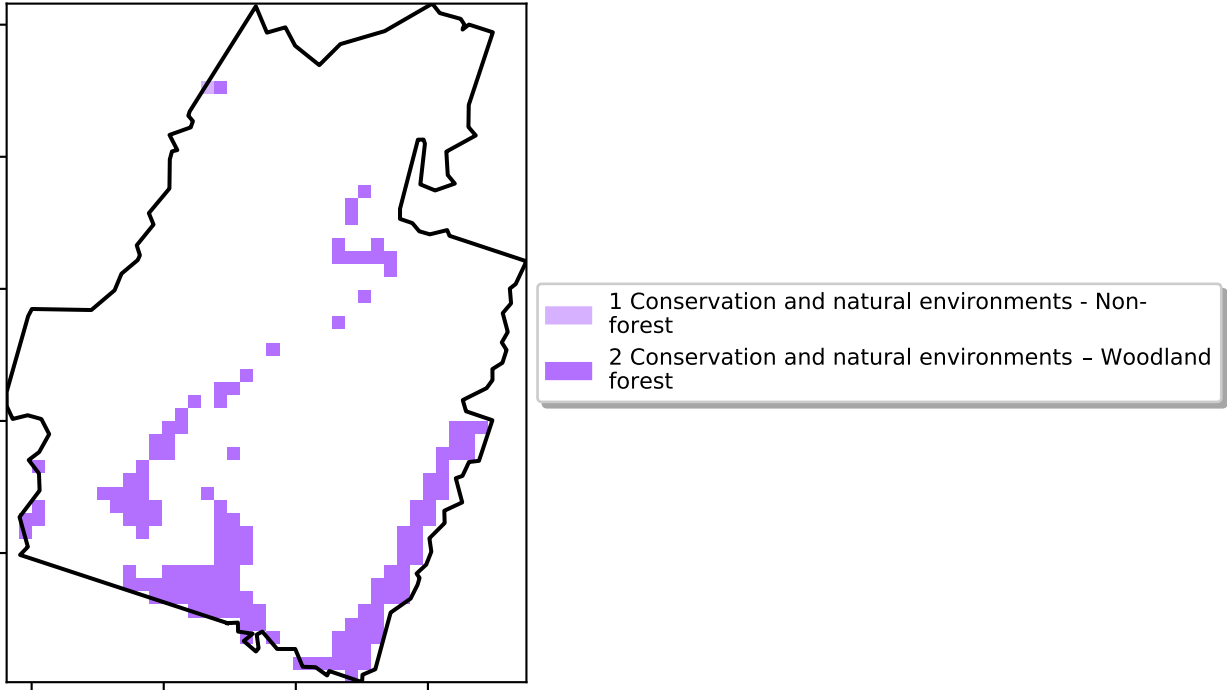 1 Conservation and natural environments - Non-
forest
2 Conservation and natural environments – Woodland
forest